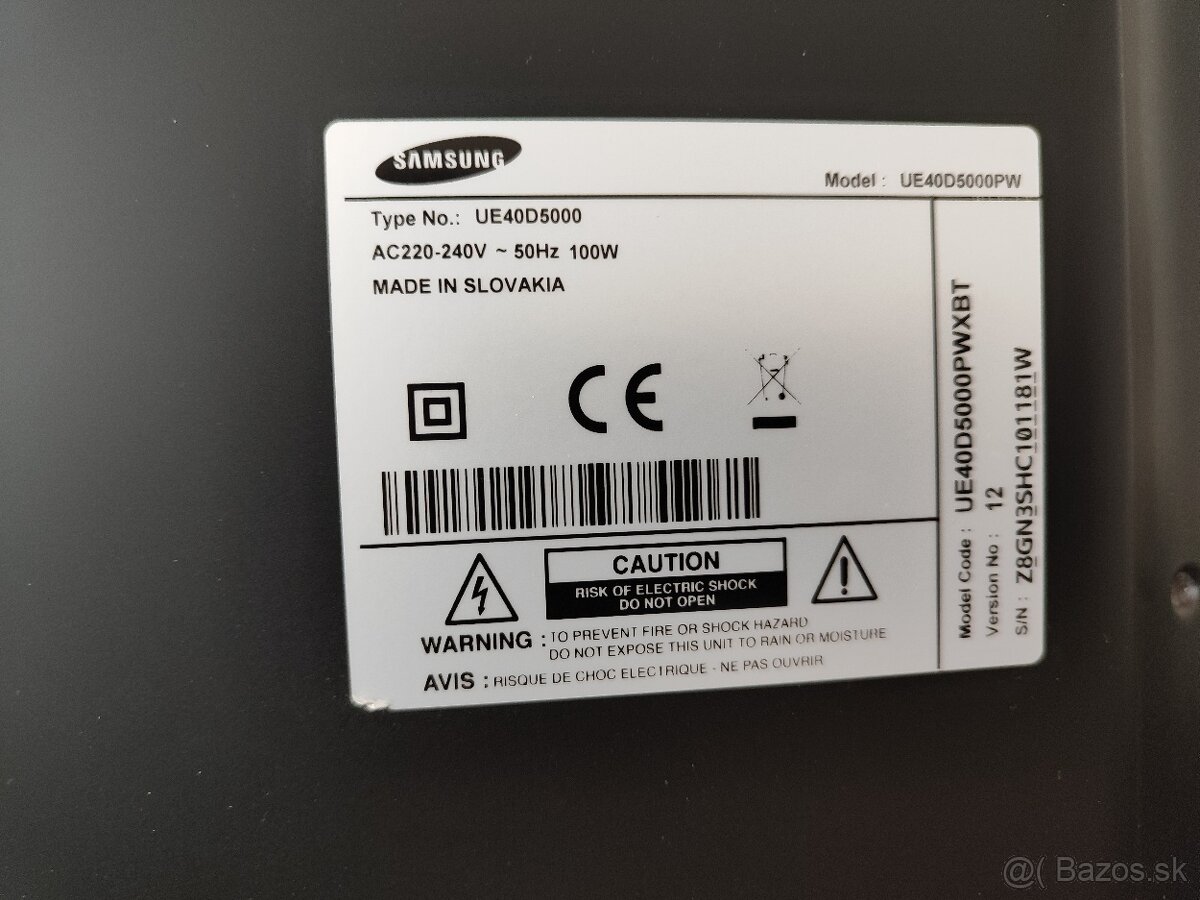 SAMSUNG
Model : UE40D5000PW
Type No.: UE40D5000
AC220-240V ~ 50Hz 100W
MADE IN SLOVAKIA
CE
CAUTION
RISK OF ELECTRIC SHOCK
DO NOT OPEN
WARNING : TO PREVENT FIRE OR SHOCK HAZARD
DO NOT EXPOSE THIS UNIT TO RAIN OR MOISTURE
AVIS : RISQUE DE CHOC ELECTRIQUE - NE PAS OUVRIR
Model Code : UE40D5000PWXBT
Version No : 12
S/N : Z8GN3SHC101181W
@( Bazos.sk